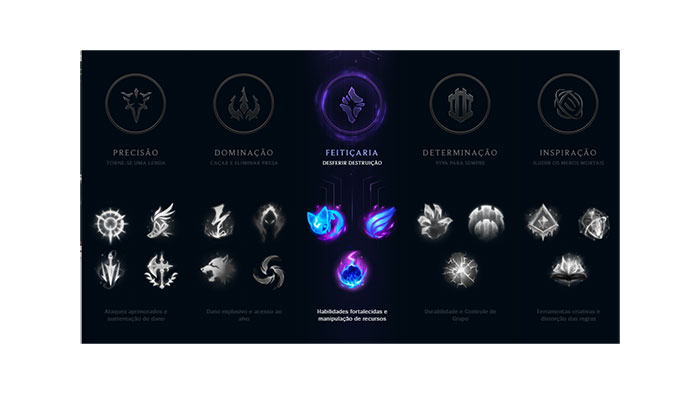 PRECISÃO
TORNE-SE UMA LENDA
DOMINAÇÃO
CAÇAR E ELIMINAR PRESA
FEITIÇARIA
DESFERIR DESTRUIÇÃO
DETERMINAÇÃO
VIVA PARA SEMPRE
INSPIRAÇÃO
ILUDIR OS MEROS MORTAIS
Ataques aprimorados e
sustentação do dano
Dano explosivo e acesso ao
alvo
Habilidades fortalecidas e
manipulação de recursos
Durabilidade e Controle de
Grupo
Ferramentas criativas e
distorção das regras